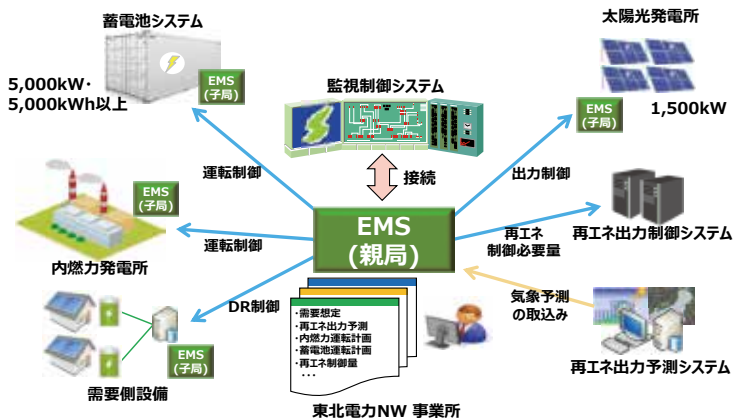 蓄電池システム
5,000kW・
5,000kWh以上
EMS
(子局)
監視制御システム
太陽光発電所
EMS
(子局)
1,500kW
運転制御
接続
出力制御
EMS
(子局)
内燃力発電所
運転制御
EMS
(親局)
再エネ
制御必要量
再エネ出力制御システム
DR制御
気象予測
の取込み
EMS
(子局)
需要側設備
・需要想定
・再エネ出力予測
・内燃力運転計画
・蓄電池運転計画
・再エネ制御量
・・・
再エネ出力予測システム
東北電力NW 事業所